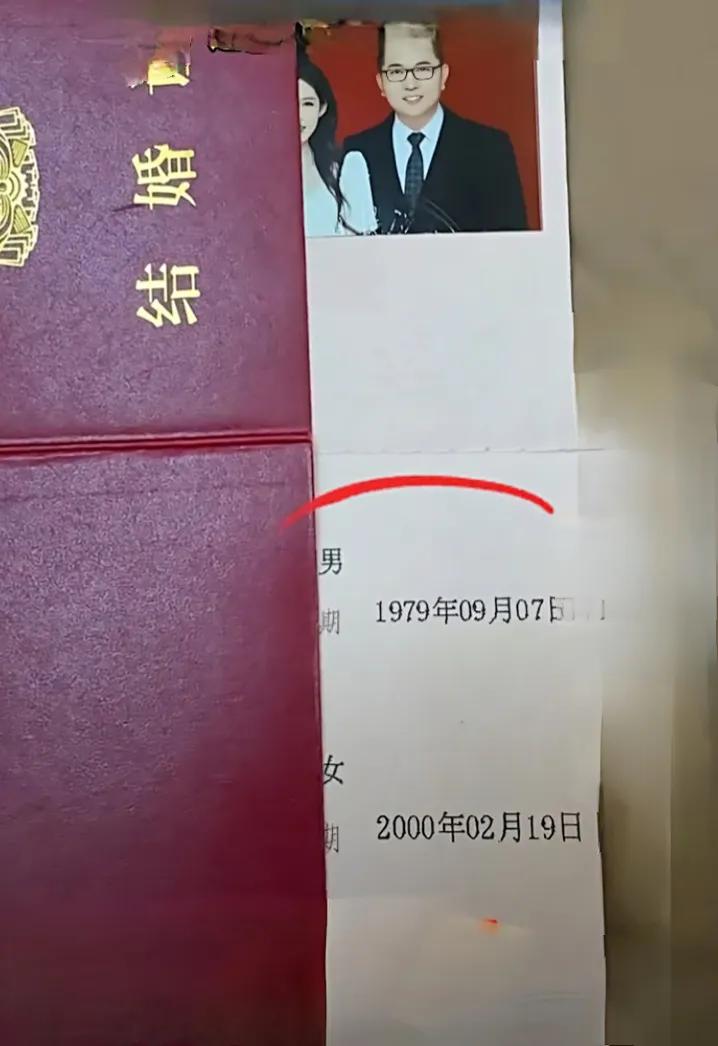 结婚
男
期 1979年09月07日
女
期 2000年02月19日